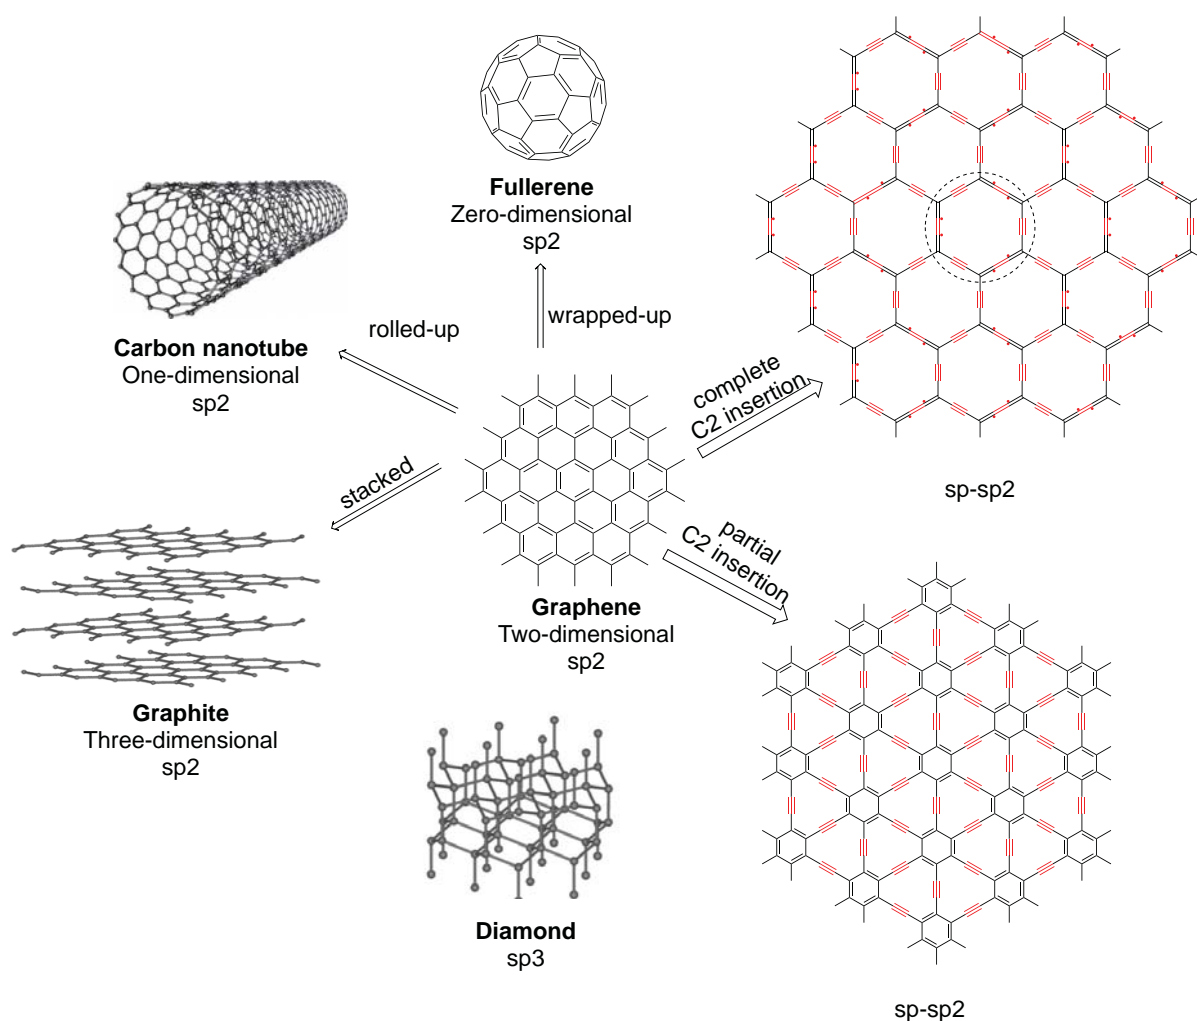 Fullerene
Zero-dimensional
sp2
Carbon nanotube
One-dimensional
sp2
rolled-up
wrapped-up
complete
C2 insertion
sp-sp2
stacked
Graphene
Two-dimensional
sp2
partial
C2 insertion
Graphite
Three-dimensional
sp2
Diamond
sp3
sp-sp2